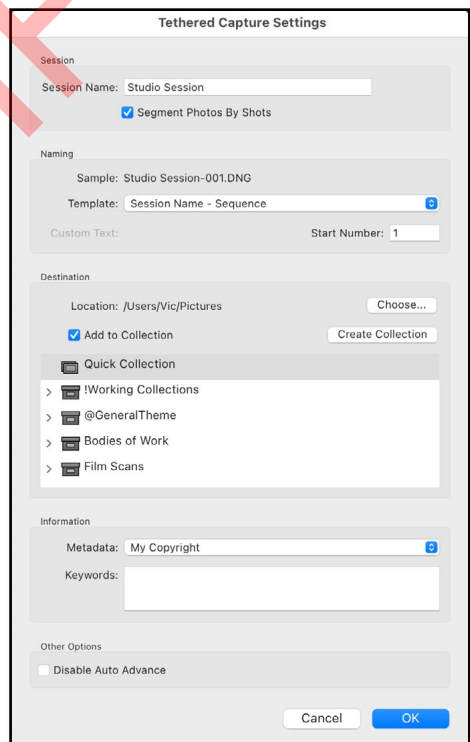 Tethered Capture Settings
Session
Session Name: Studio Session
Segment Photos By Shots
Naming
Sample: Studio Session-001.DNG
Template: Session Name - Sequence
Custom Text: Start Number: 1
Destination
Location: /Users/Vic/Pictures Choose...
Add to Collection Create Collection
Quick Collection
!Working Collections
@GeneralTheme
Bodies of Work
Film Scans
Information
Metadata: My Copyright
Keywords:
Other Options
Disable Auto Advance
Cancel OK